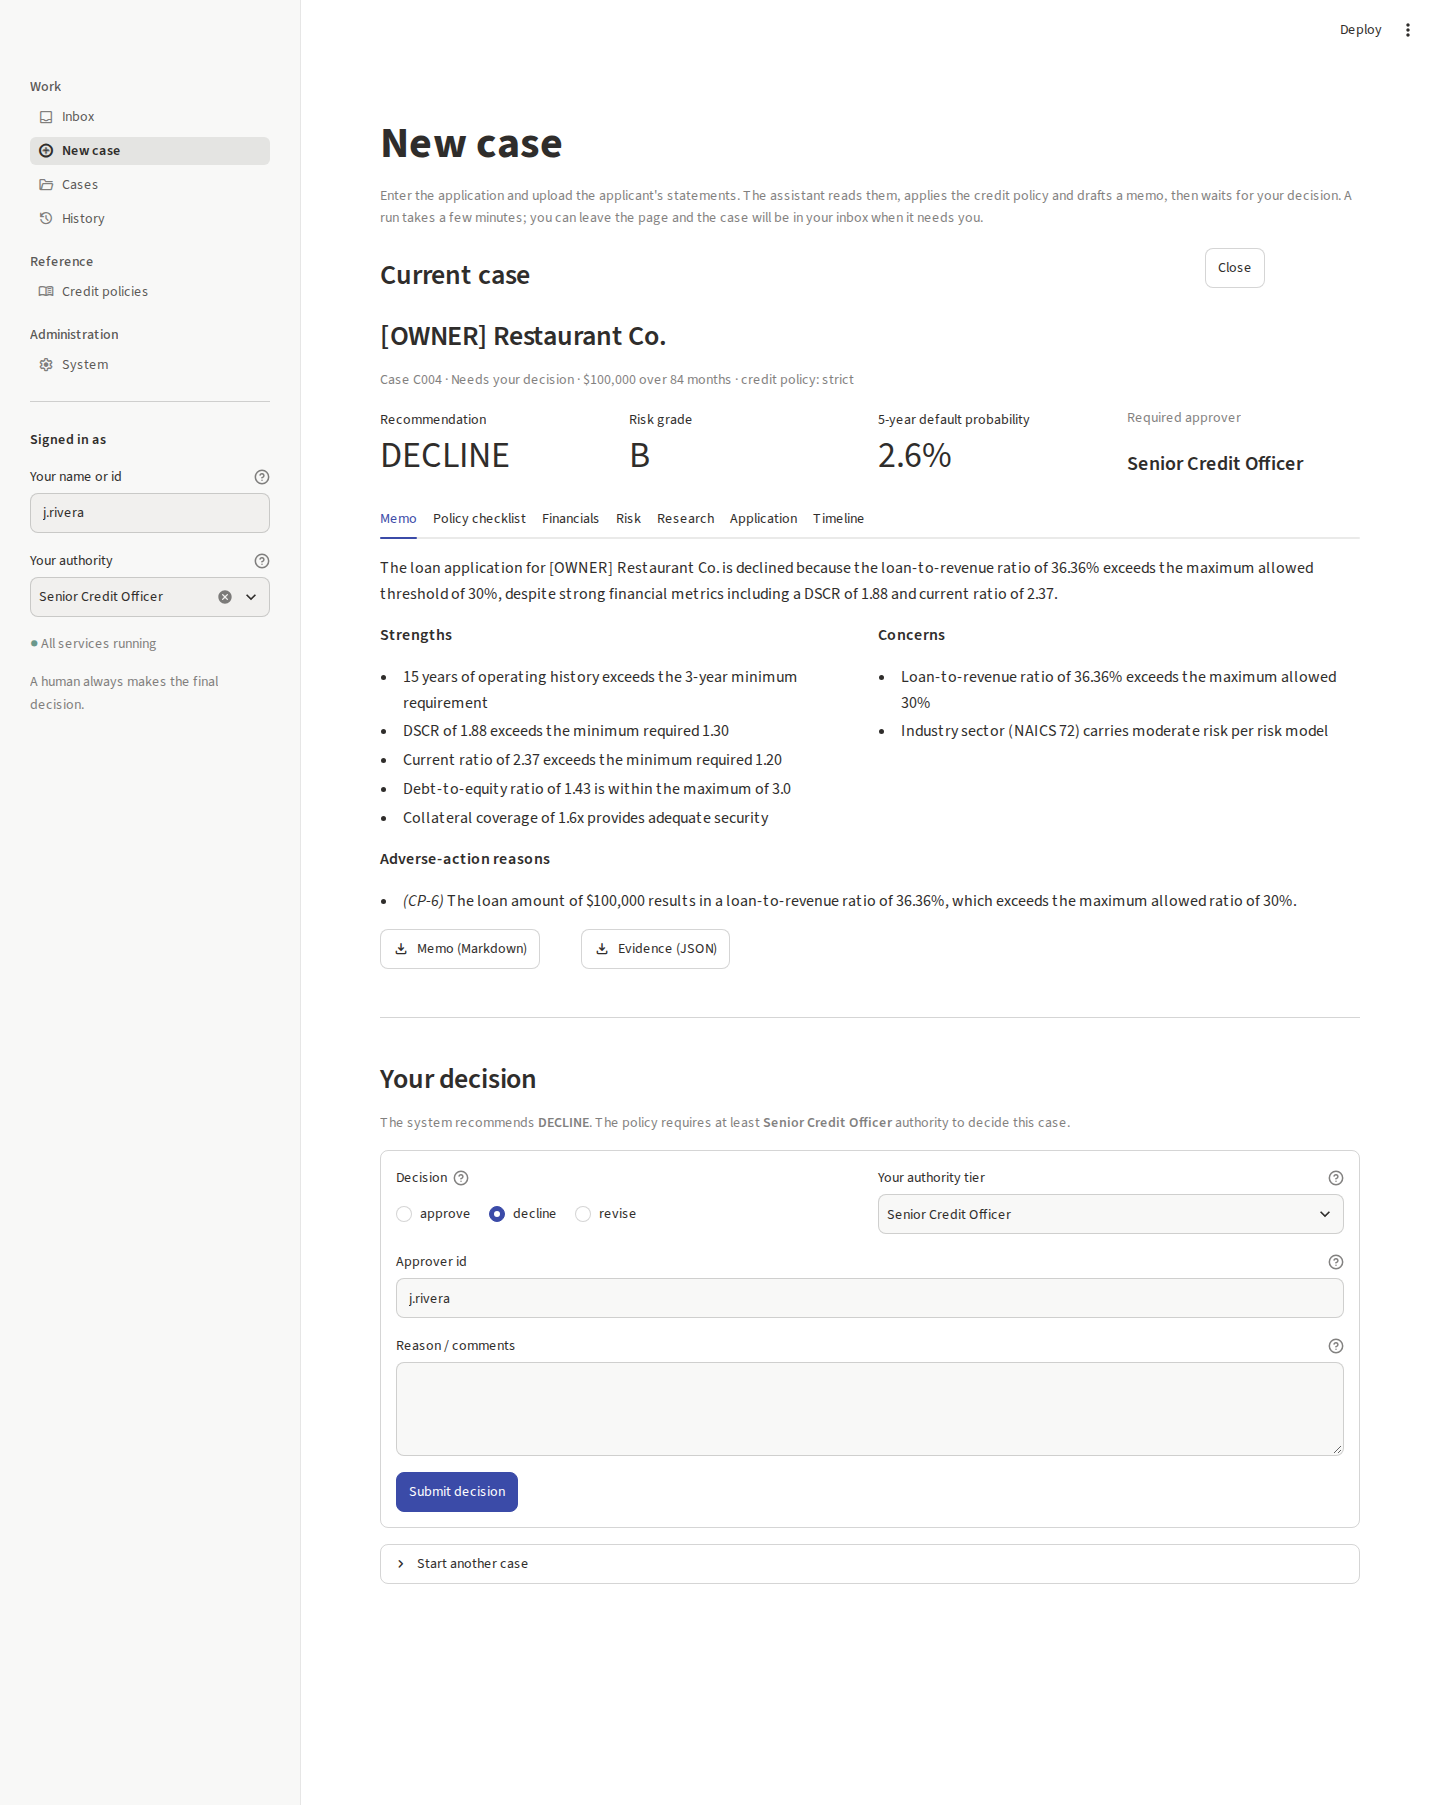 Deploy
Work
Inbox
New case
Cases
History
Reference
Credit policies
Administration
System
Signed in as
Your name or id
j.rivera
Your authority
Senior Credit Officer
All services running
A human always makes the final
decision.
New case
Enter the application and upload the applicant's statements. The assistant reads them, applies the credit policy and drafts a memo, then waits for your decision. A
run takes a few minutes; you can leave the page and the case will be in your inbox when it needs you.
Current case
Close
[OWNER] Restaurant Co.
Case C004 · Needs your decision · $100,000 over 84 months · credit policy: strict
Recommendation
DECLINE
Risk grade
B
5-year default probability
2.6%
Required approver
Senior Credit Officer
Memo Policy checklist Financials Risk Research Application Timeline
The loan application for [OWNER] Restaurant Co. is declined because the loan-to-revenue ratio of 36.36% exceeds the maximum allowed
threshold of 30%, despite strong financial metrics including a DSCR of 1.88 and current ratio of 2.37.
Strengths
15 years of operating history exceeds the 3-year minimum
requirement
DSCR of 1.88 exceeds the minimum required 1.30
Current ratio of 2.37 exceeds the minimum required 1.20
Debt-to-equity ratio of 1.43 is within the maximum of 3.0
Collateral coverage of 1.6x provides adequate security
Concerns
Loan-to-revenue ratio of 36.36% exceeds the maximum allowed
30%
Industry sector (NAICS 72) carries moderate risk per risk model
Adverse-action reasons
(CP-6) The loan amount of $100,000 results in a loan-to-revenue ratio of 36.36%, which exceeds the maximum allowed ratio of 30%.
Memo (Markdown)
Evidence (JSON)
Your decision
The system recommends DECLINE. The policy requires at least Senior Credit Officer authority to decide this case.
Decision
approve decline revise
Your authority tier
Senior Credit Officer
Approver id
j.rivera
Reason / comments
Submit decision
Start another case